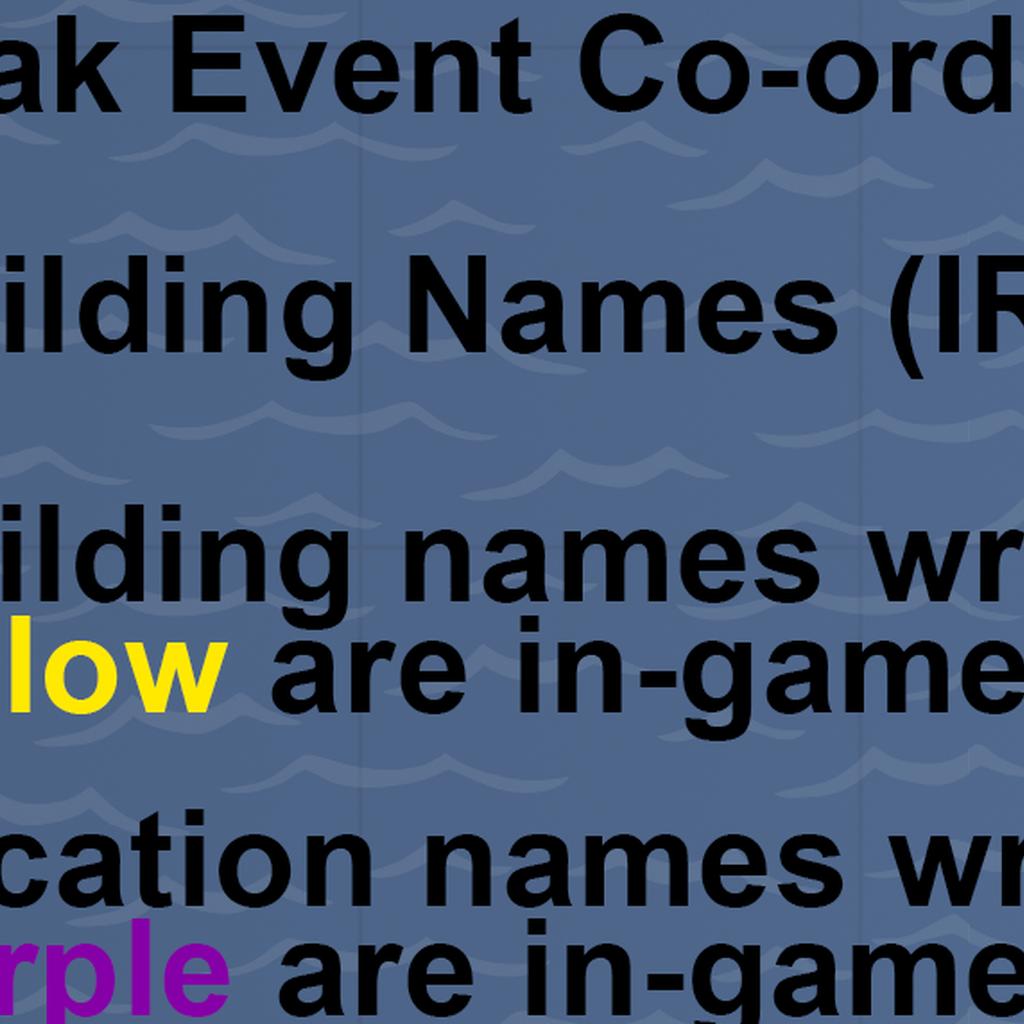 ak Event Co-ord
ilding Names (IR
ilding names wr
llow are in-game
cation names wr
rple are in-game